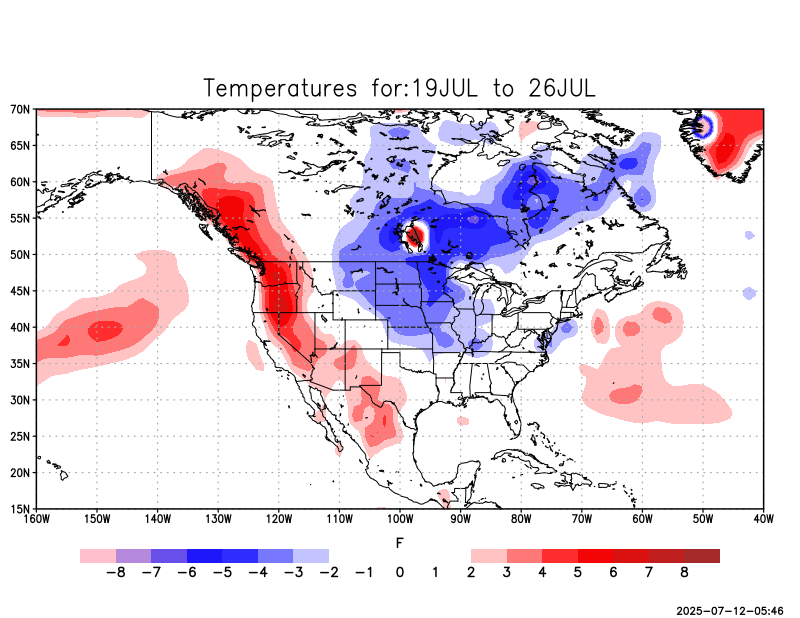 Temperatures for:19JUL to 26JUL
70N
65N
60N
55N
50N
45N
40N
35N
30N
25N
20N
15N
160W 150W 140W 130W 120W 110W 100W 90W 80W 70W 60W 50W 40W
F
−8 −7 −6 −5 −4 −3 −2 −1 0 1 2 3 4 5 6 7 8
2025-07-12-05:46